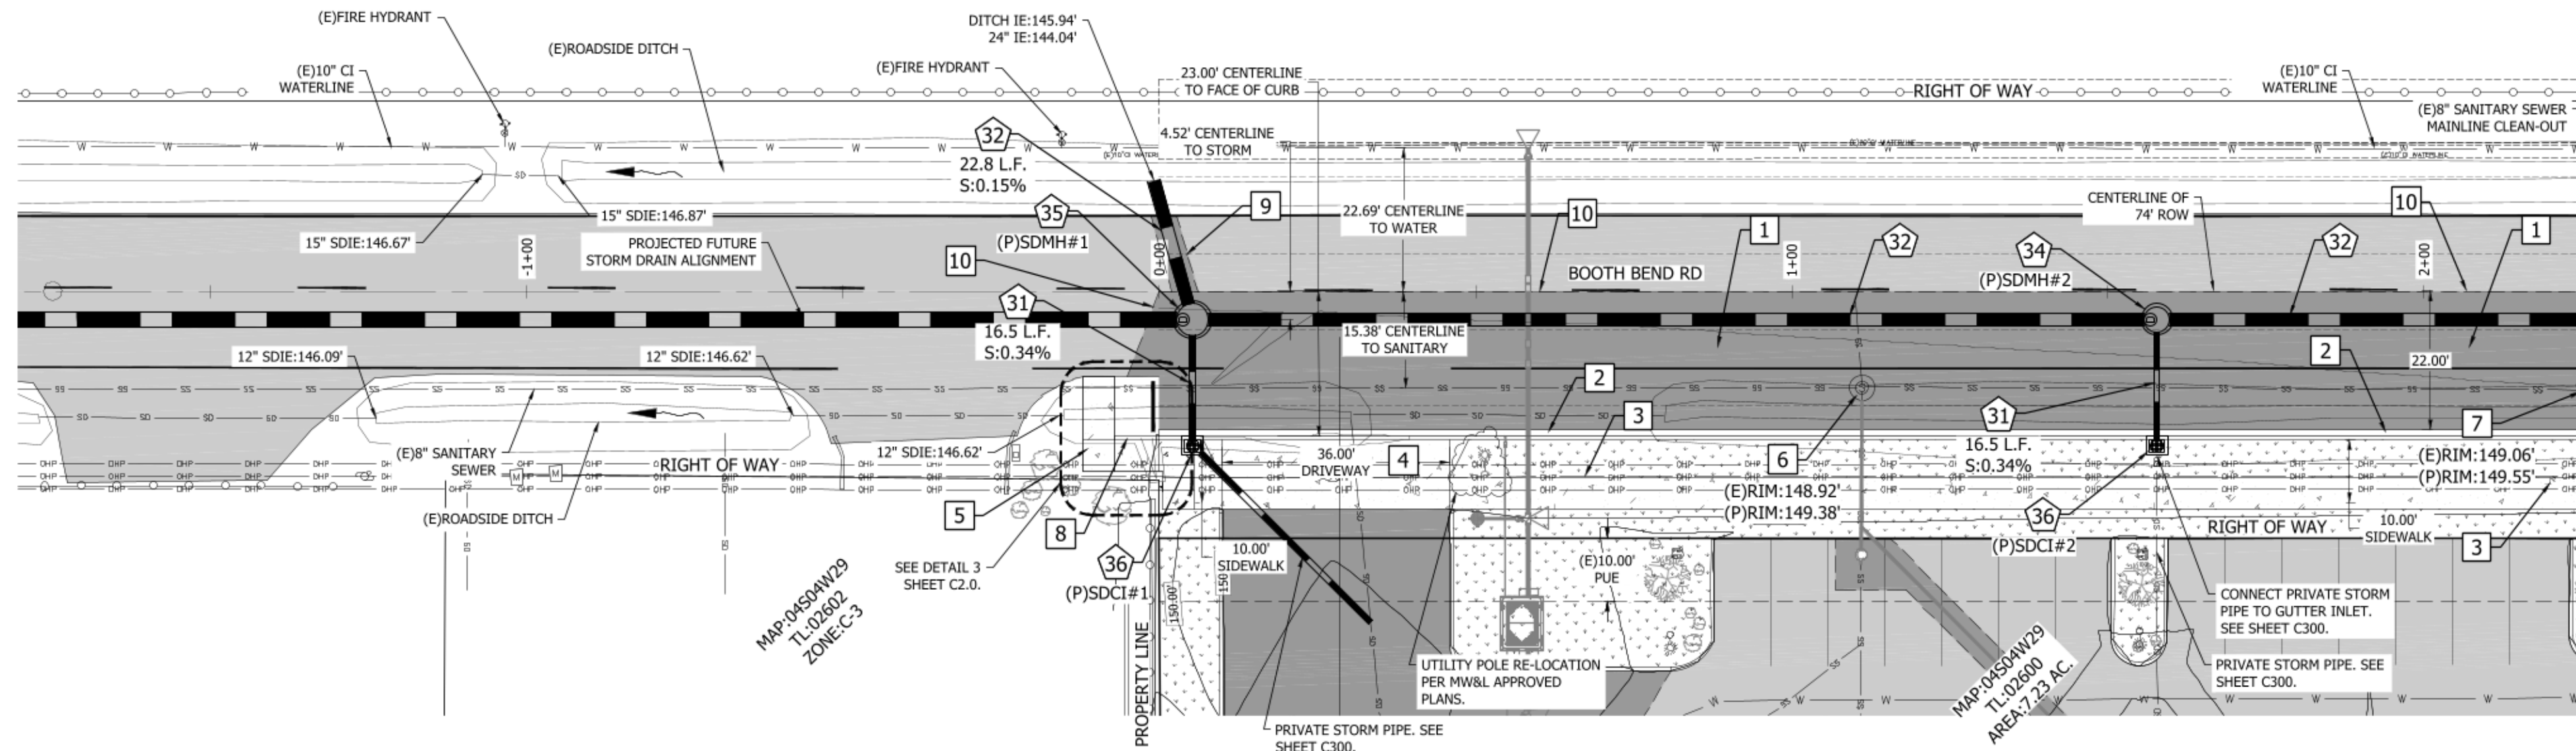 (E)FIRE HYDRANT
(E)10" CI
WATERLINE
(E)ROADSIDE DITCH
(E)FIRE HYDRANT
DITCH IE:145.94'
24" IE:144.04'
23.00' CENTERLINE
TO FACE OF CURB
4.52' CENTERLINE
TO STORM
RIGHT OF WAY
(E)10" CI
WATERLINE
(E)8" SANITARY SEWER
MAINLINE CLEAN-OUT
32
22.8 L.F.
S:0.15%
35
(P)SDMH#1
9
22.69' CENTERLINE
TO WATER
10
1
32
34
(P)SDMH#2
CENTERLINE OF
74' ROW
10
32
1
15" SDIE:146.87'
15" SDIE:146.67'
PROJECTED FUTURE
STORM DRAIN ALIGNMENT
-1+00
10
0+00
BOOTH BEND RD
1+00
2+00
31
16.5 L.F.
S:0.34%
15.38' CENTERLINE
TO SANITARY
12" SDIE:146.09'
12" SDIE:146.62'
2
3
2
22.00'
31
16.5 L.F.
S:0.34%
7
(E)8" SANITARY
SEWER
RIGHT OF WAY
12" SDIE:146.62'
36.00'
DRIVEWAY
4
6
(E)RIM:148.92'
(P)RIM:149.38'
(E)RIM:149.06'
(P)RIM:149.55'
(E)ROADSIDE DITCH
M
M
5
8
36
(P)SDCI#1
SEE DETAIL 3
SHEET C2.0.
10.00'
SIDEWALK
150.00'
150
(E)10.00'
PUE
36
(P)SDCI#2
RIGHT OF WAY
10.00'
SIDEWALK
3
MAP:04S04W29
TL:02602
ZONE:C-3
PROPERTY LINE
UTILITY POLE RE-LOCATION
PER MW&L APPROVED
PLANS.
PRIVATE STORM PIPE. SEE
SHEET C300.
MAP:04S04W29
TL:02600
AREA:7.23 AC.
CONNECT PRIVATE STORM
PIPE TO GUTTER INLET.
SEE SHEET C300.
PRIVATE STORM PIPE. SEE
SHEET C300.